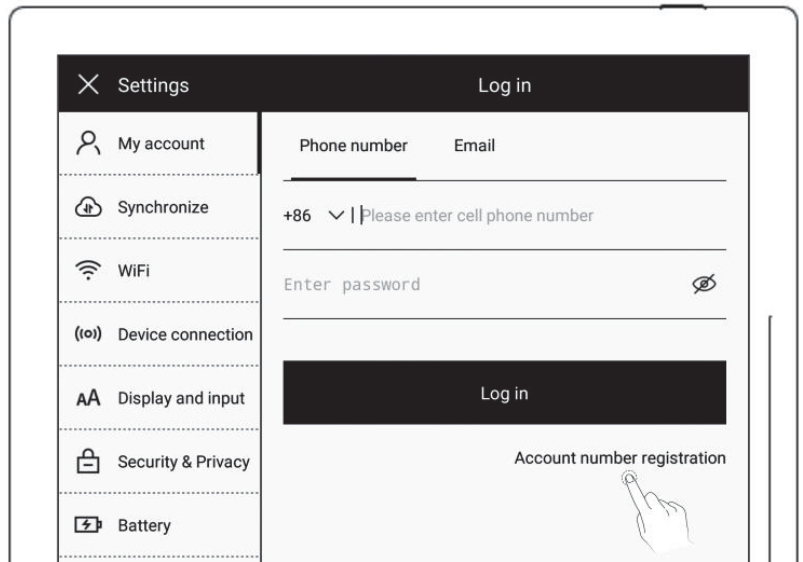 Settings
Log in
My account
Synchronize
WiFi
Device connection
Display and input
Security & Privacy
Battery
Phone number Email
+86 Please enter cell phone number
Enter password
Log in
Account number registration